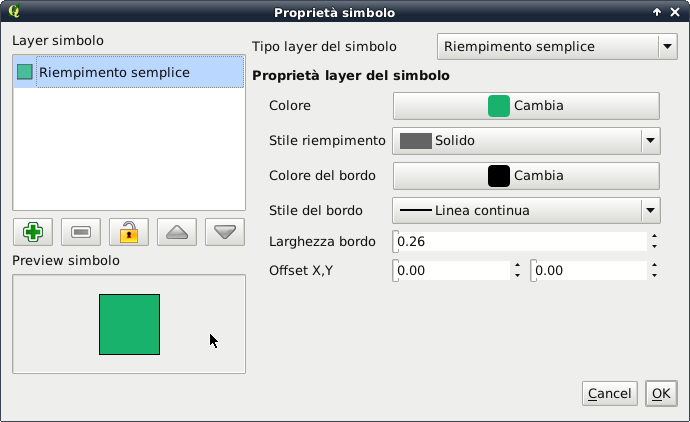 Proprietà simbolo
Layer simbolo
Riempimento semplice
Preview simbolo
Tipo layer del simbolo Riempimento semplice
Proprietà layer del simbolo
Colore Cambia
Stile riempimento Solido
Colore del bordo Cambia
Stile del bordo Linea continua
Larghezza bordo 0.26
Offset X,Y 0.00 0.00
Cancel OK